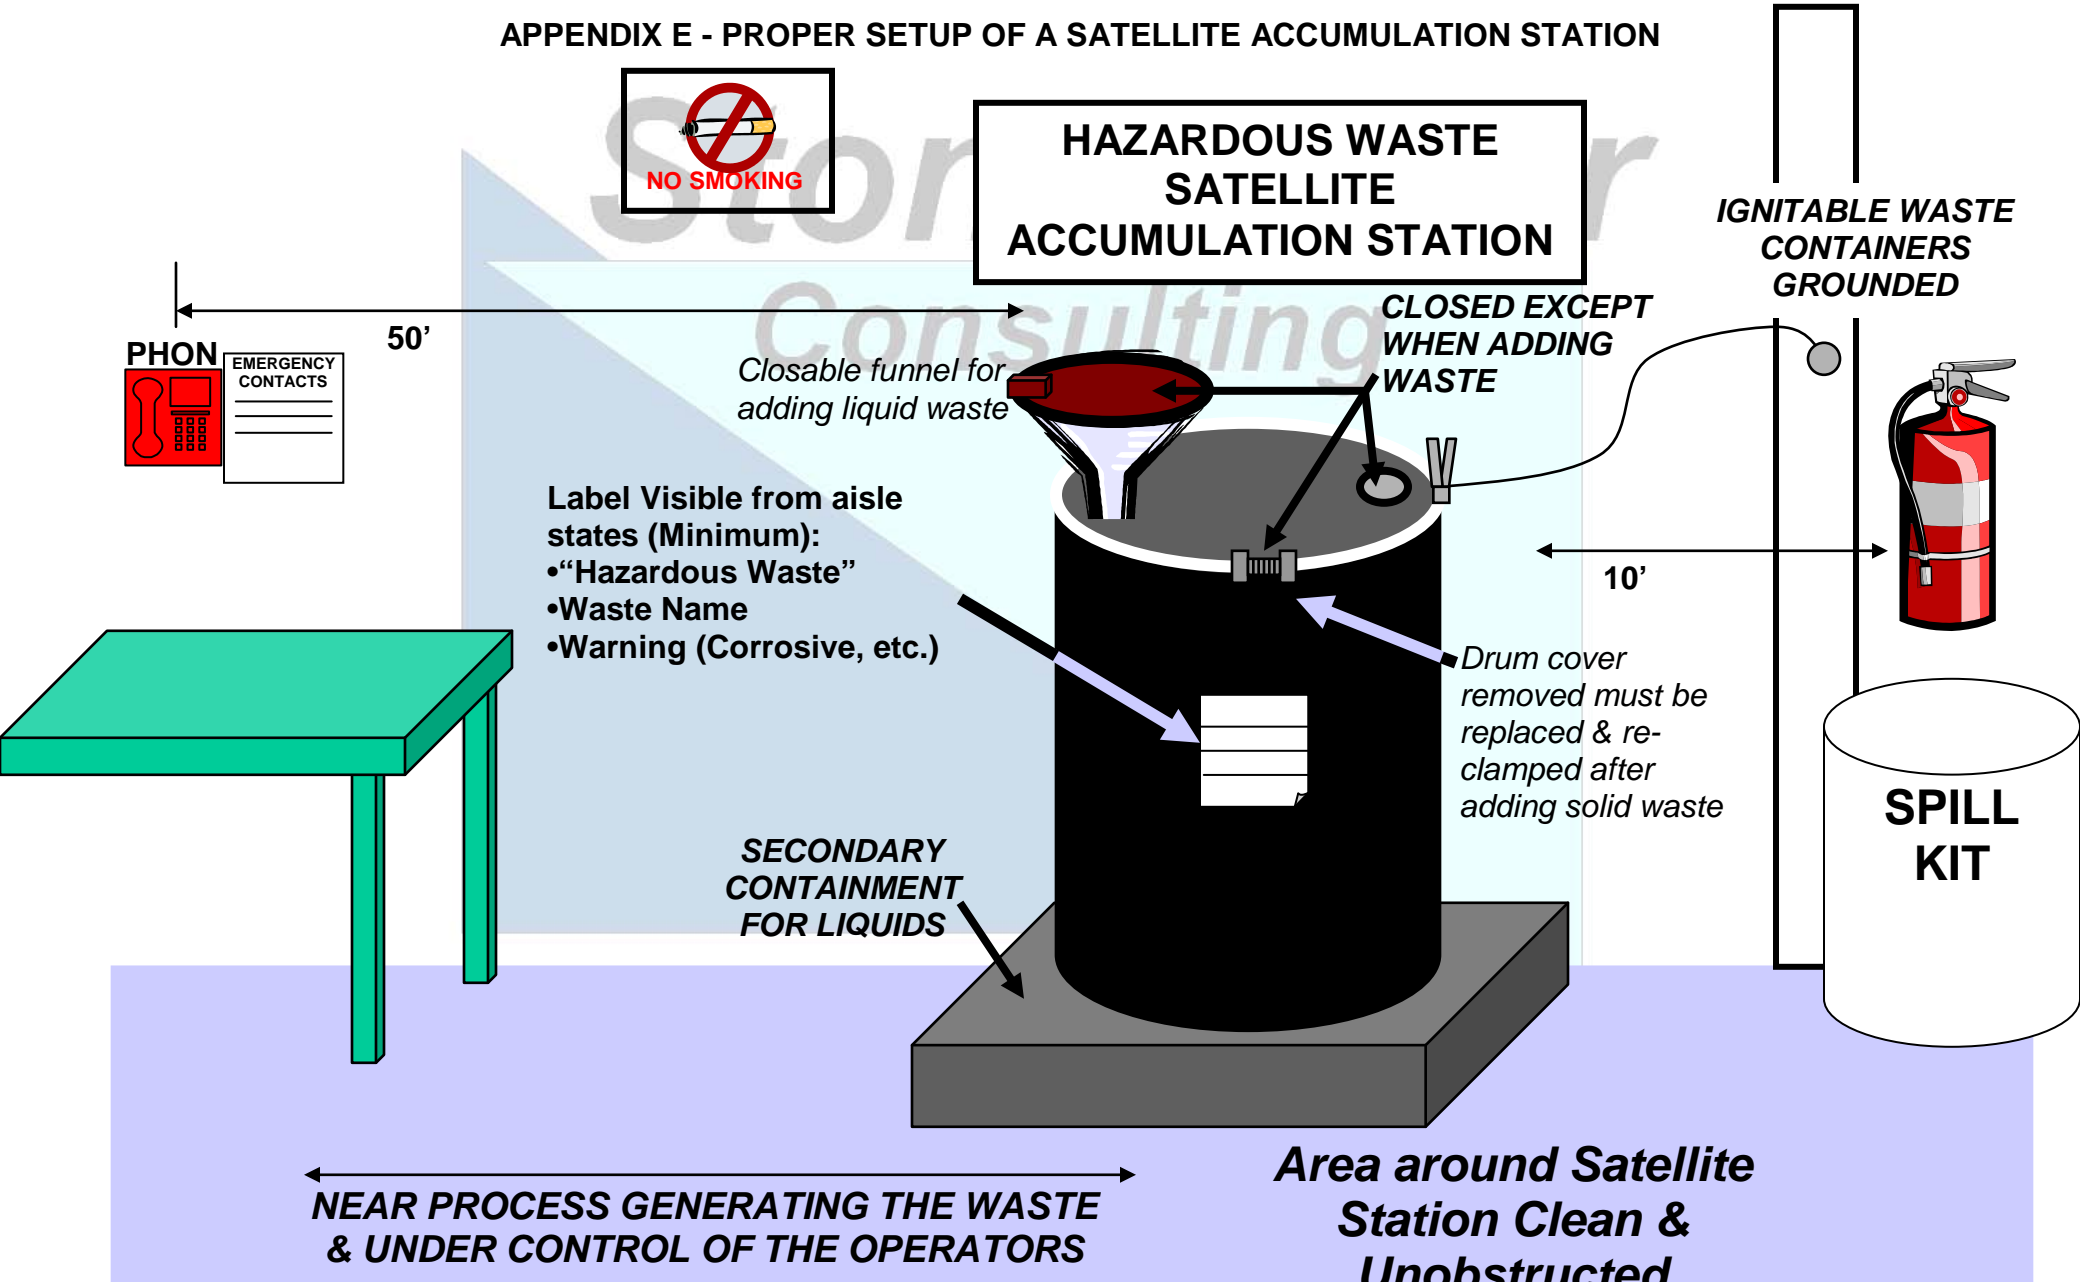 APPENDIX E - PROPER SETUP OF A SATELLITE ACCUMULATION STATION
NO SMOKING
HAZARDOUS WASTE
SATELLITE
ACCUMULATION STATION
IGNITABLE WASTE
CONTAINERS
GROUNDED
Consulting
50’
PHON
EMERGENCY
CONTACTS
CLOSED EXCEPT
WHEN ADDING
WASTE
Closable funnel for
adding liquid waste
Label Visible from aisle
states (Minimum):
•“Hazardous Waste”
•Waste Name
•Warning (Corrosive, etc.)
10’
Drum cover
removed must be
replaced & re-
clamped after
adding solid waste
SPILL
KIT
SECONDARY
CONTAINMENT
FOR LIQUIDS
NEAR PROCESS GENERATING THE WASTE
& UNDER CONTROL OF THE OPERATORS
Area around Satellite
Station Clean &
Unobstructed